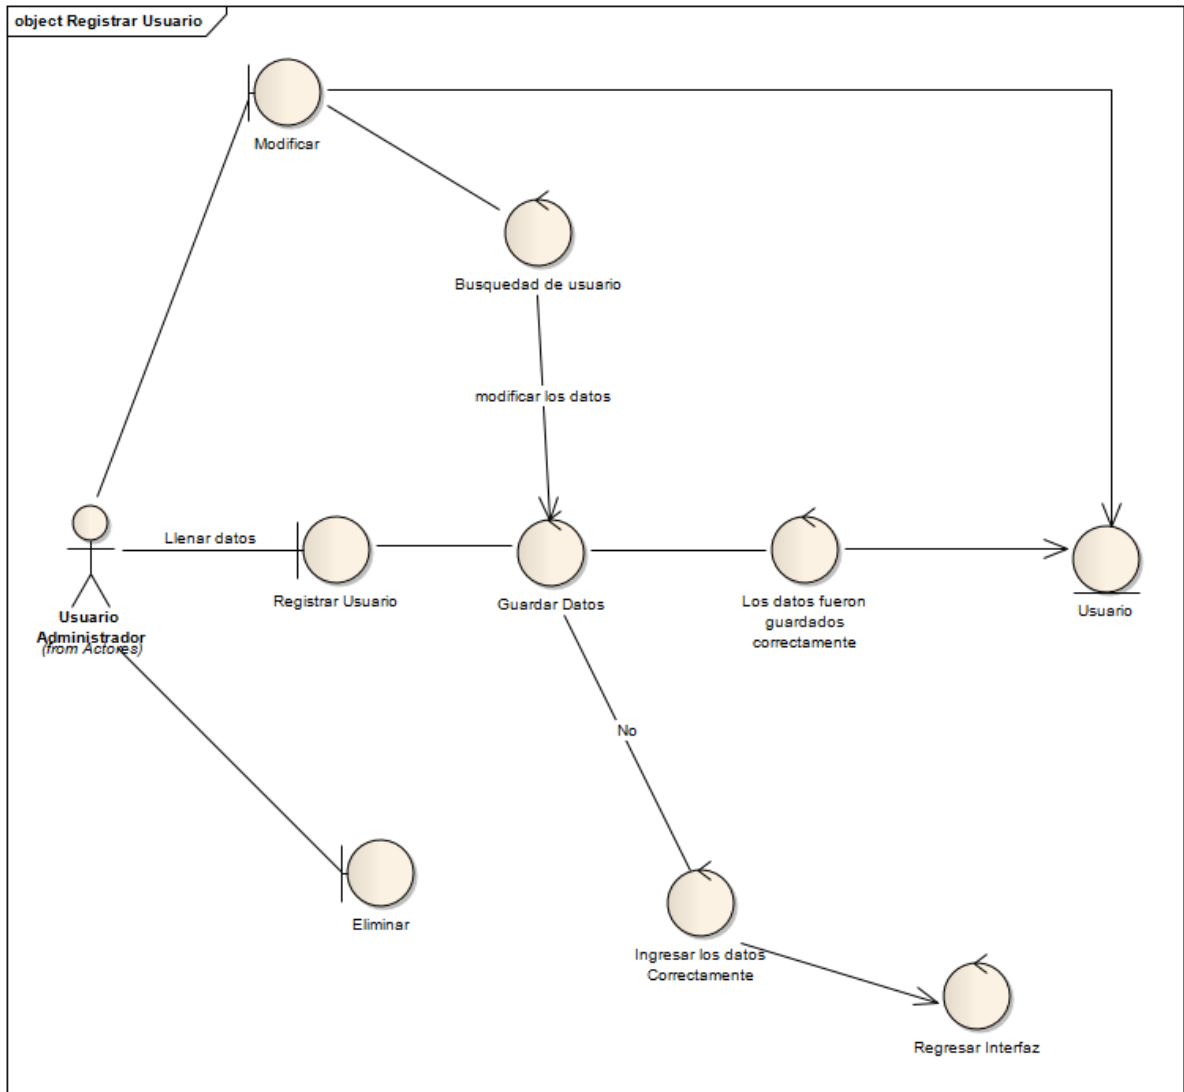 object Registrar Usuario
Modificar
Busquedad de usuario
modificar los datos
Llenar datos
Usuario
Administrador
(from Actores)
Registrar Usuario
Guardar Datos
Los datos fueron
guardados
correctamente
Usuario
No
Eliminar
Ingresar los datos
Correctamente
Regresar Interfaz